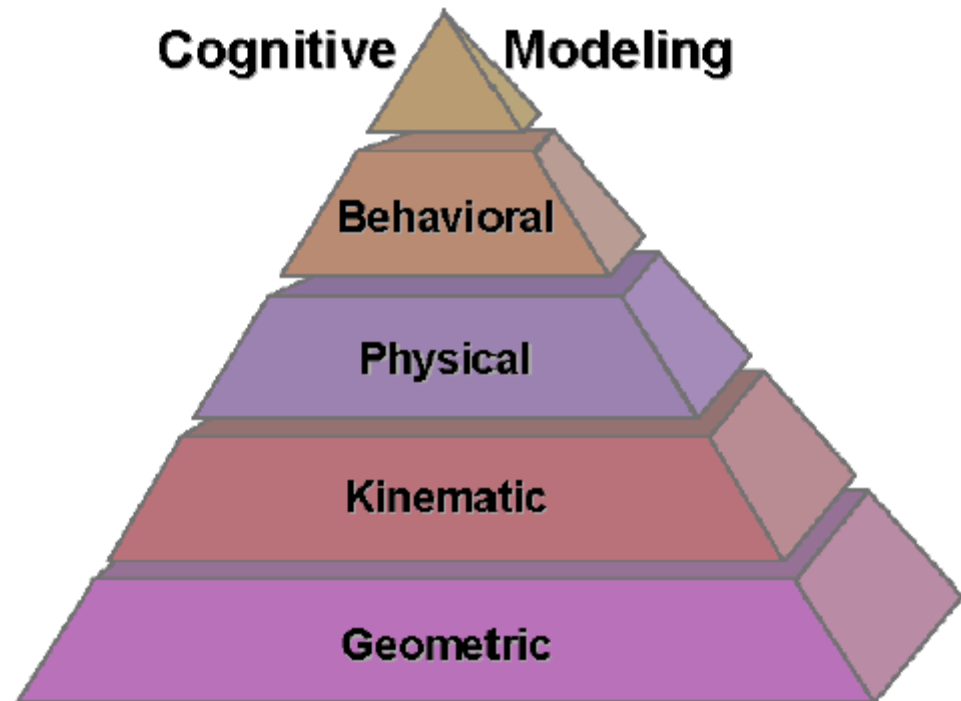 Cognitive Modeling
Behavioral
Physical
Kinematic
Geometric